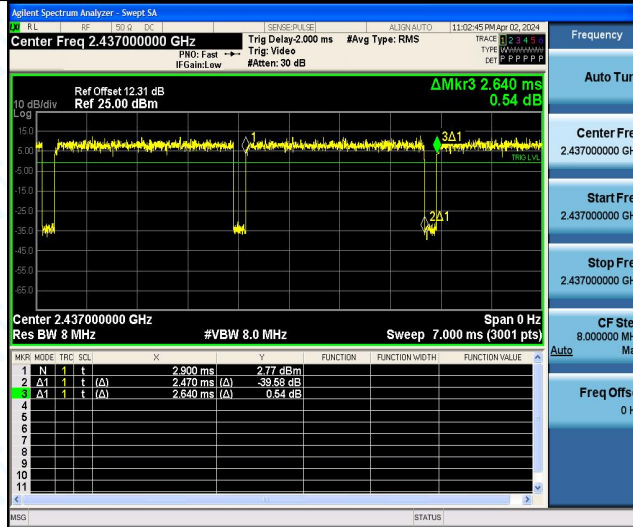 Agilent Spectrum Analyzer - Swept SA
RL RF 50 Ω DC SENSE:PULSE ALIGN AUTO 11:02:45 PM Apr 02, 2024
Center Freq 2.437000000 GHz
PNO: Fast
IFGain:Low
Trig Delay-2.000 ms
Trig: Video
#Atten: 30 dB
#Avg Type: RMS
TRACE 1 2 3 4 5 6
TYPE
DET P P P P P P
Ref Offset 12.31 dB
10 dB/div Ref 25.00 dBm
Log
ΔMkr3 2.640 ms
0.54 dB
15.0
5.00
-5.00
-15.0
-25.0
-35.0
-45.0
-55.0
-65.0
1
3Δ1
TRIG LVL
2Δ1
Center 2.437000000 GHz Span 0 Hz
Res BW 8 MHz #VBW 8.0 MHz Sweep 7.000 ms (3001 pts)
MKR MODE TRC SCL X Y FUNCTION FUNCTION WIDTH FUNCTION VALUE
1 N 1 t 2.900 ms 2.77 dBm
2 Δ1 1 t (Δ) 2.470 ms (Δ) -39.58 dB
3 Δ1 1 t (Δ) 2.640 ms (Δ) 0.54 dB
4
5
6
7
8
9
10
11
MSG STATUS
Frequency
Auto Tun
Center Fre
2.437000000 GH
Start Fre
2.437000000 GH
Stop Fre
2.437000000 GH
CF Ste
8.000000 MH
Auto Ma
Freq Offs
0 H